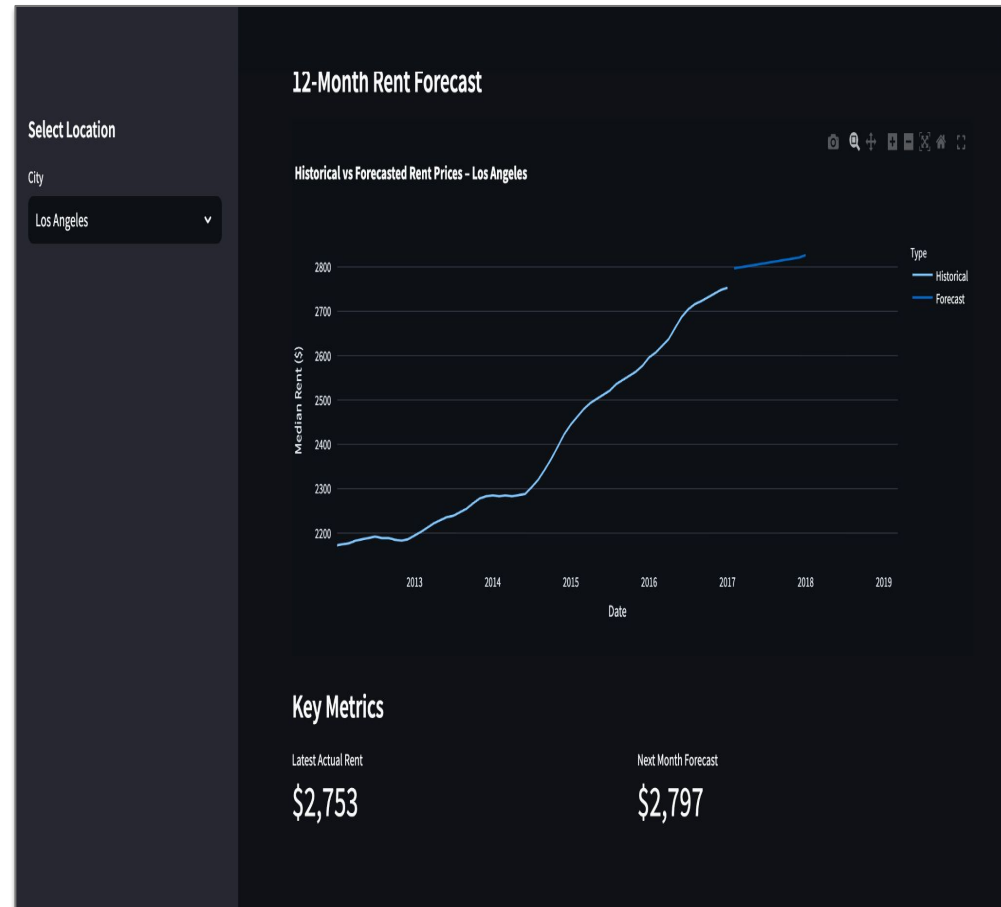 12-Month Rent Forecast
Select Location
City
Los Angeles
Historical vs Forecasted Rent Prices – Los Angeles
Type
Historical
Forecast
2800
2700
2600
2500
2400
2300
2200
Median Rent ($)
2013 2014 2015 2016 2017 2018 2019
Date
Key Metrics
Latest Actual Rent
$2,753
Next Month Forecast
$2,797